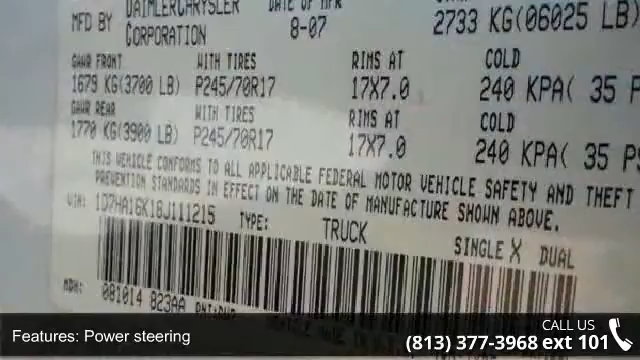 MFD BY DAIMLERCHRYSLER CORPORATION
DATE OF MFR 8-07
2733 KG(06025 LB)
GAWR FRONT WITH TIRES RIMS AT COLD
1679 KG(3700 LB) P245/70R17 17X7.0 240 KPA( 35 P
GAWR REAR WITH TIRES RIMS AT COLD
1770 KG(3900 LB) P245/70R17 17X7.0 240 KPA( 35 PS
THIS VEHICLE CONFORMS TO ALL APPLICABLE FEDERAL MOTOR VEHICLE SAFETY AND THEFT
PREVENTION STANDARDS IN EFFECT ON THE DATE OF MANUFACTURE SHOWN ABOVE.
VIN: 1D7HA16K18J111215 TYPE: TRUCK SINGLE X DUAL
MDH: 081014 823AA
Features: Power steering
CALL US
(813) 377-3968 ext 101